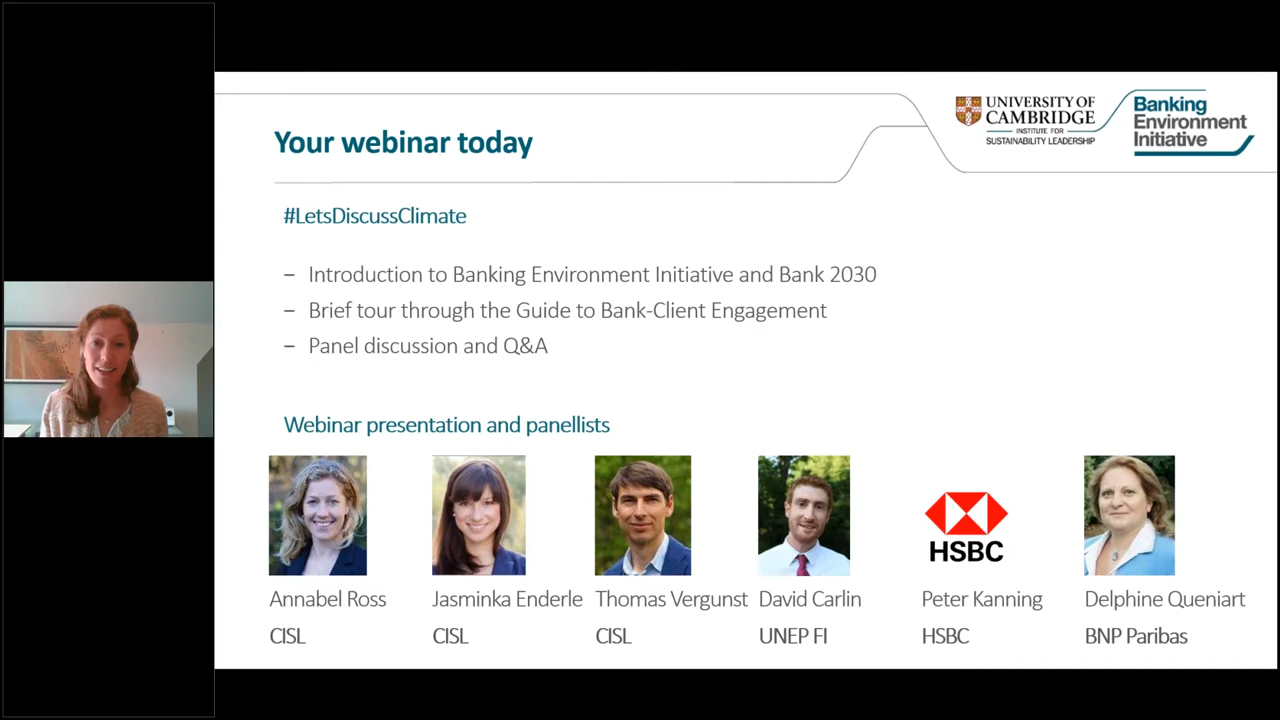 UNIVERSITY OF
CAMBRIDGE
INSTITUTE FOR
SUSTAINABILITY LEADERSHIP
Banking
Environment
Initiative
Your webinar today
#LetsDiscussClimate
– Introduction to Banking Environment Initiative and Bank 2030
– Brief tour through the Guide to Bank-Client Engagement
– Panel discussion and Q&A
Webinar presentation and panellists
HSBC
Annabel Ross
CISL
Jasminka Enderle
CISL
Thomas Vergunst
CISL
David Carlin
UNEP FI
Peter Kanning
HSBC
Delphine Queniart
BNP Paribas